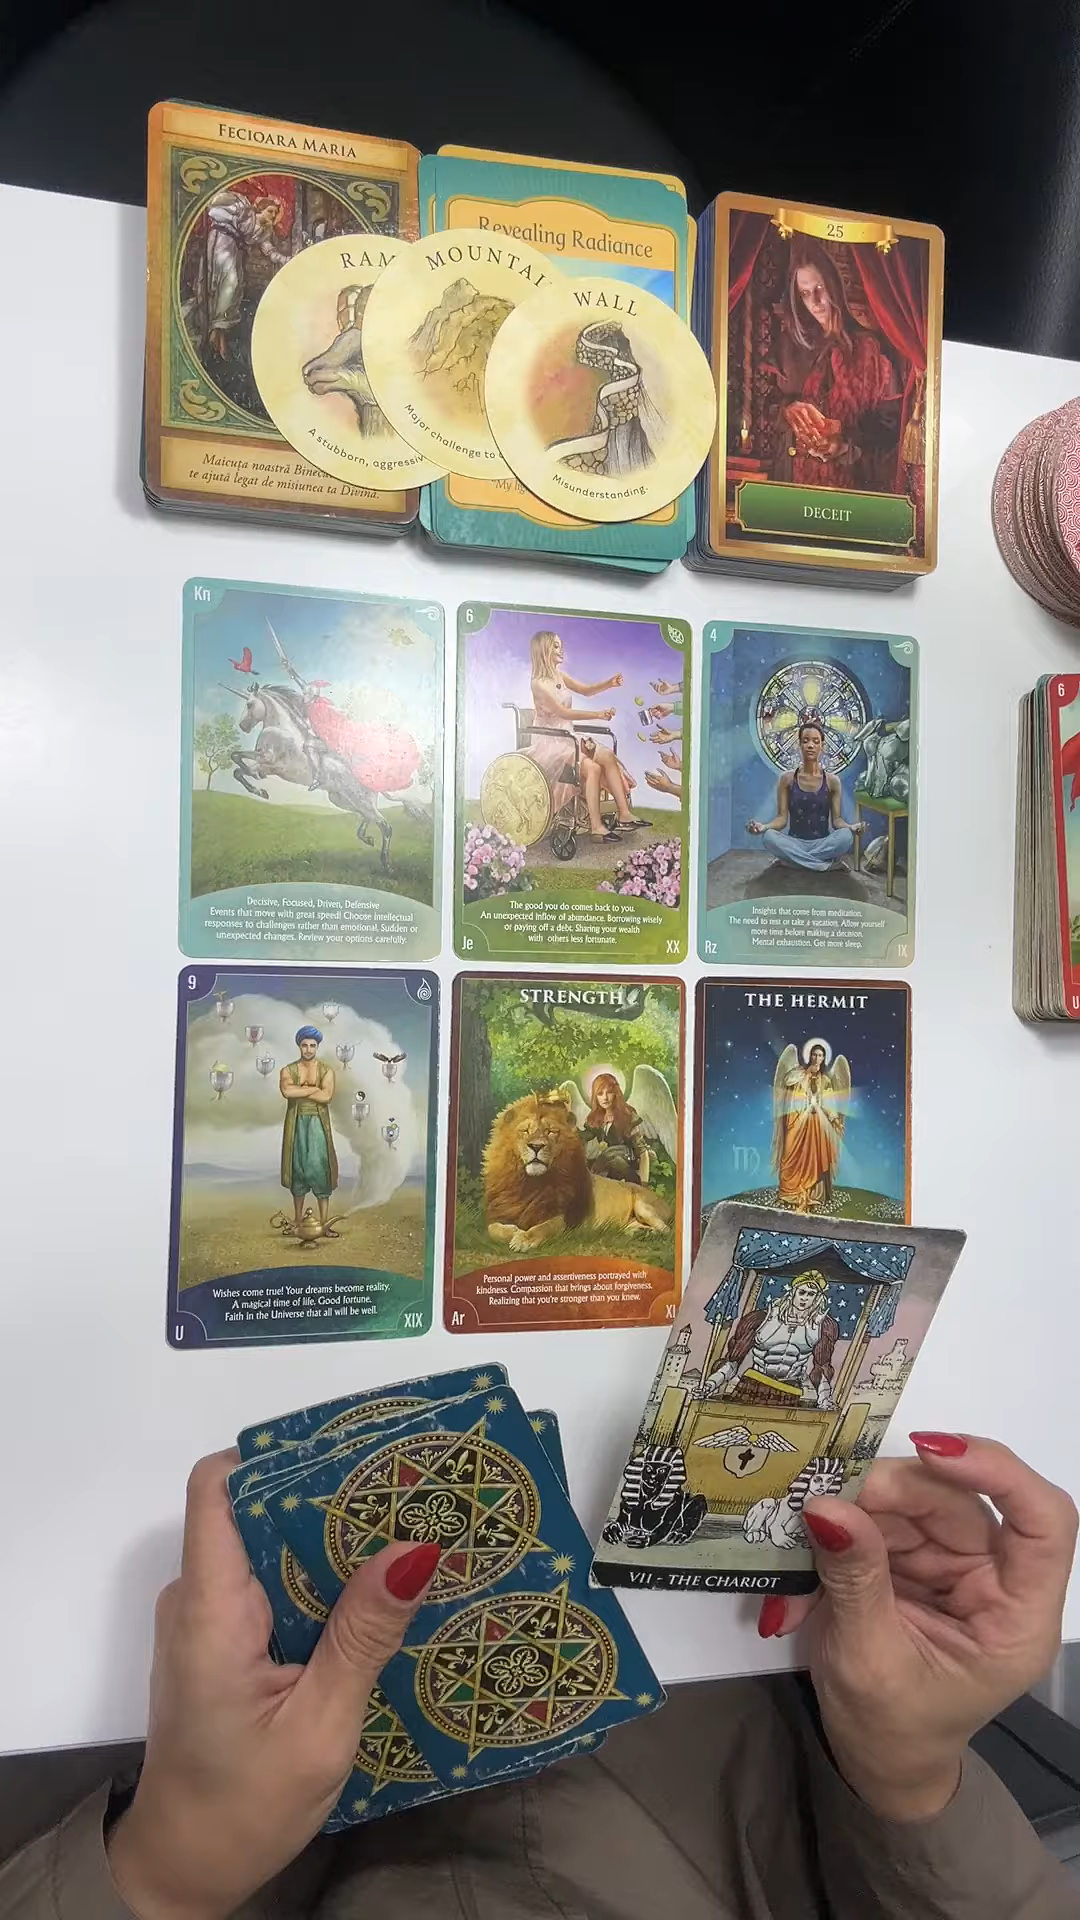 FECIOARA MARIA
Maicuța noastră
te ajută legat de misiunea ta Divină.
Revealing Radiance
"My
RAM
A stubborn, aggressiv
MOUNTAI
Major challenge to
WALL
Misunderstanding.
25
DECEIT
Kn
Decisive, Focused, Driven, Defensive
Events that move with great speed! Choose intellectual
responses to challenges rather than emotional. Sudden or
unexpected changes. Review your options carefully.
6
The good you do comes back to you.
An unexpected inflow of abundance. Borrowing wisely
or paying off a debt. Sharing your wealth
with others less fortunate.
Je
XX
4
Insights that come from meditation.
The need to rest or take a vacation. Allow yourself
more time before making a decision.
Mental exhaustion. Get more sleep.
Rz
IX
6
U
9
Wishes come true! Your dreams become reality.
A magical time of life. Good fortune.
Faith in the Universe that all will be well.
U
XIX
STRENGTH
Personal power and assertiveness portrayed with
kindness. Compassion that brings about forgiveness.
Realizing that you're stronger than you knew.
Ar
XI
THE HERMIT
VII - THE CHARIOT